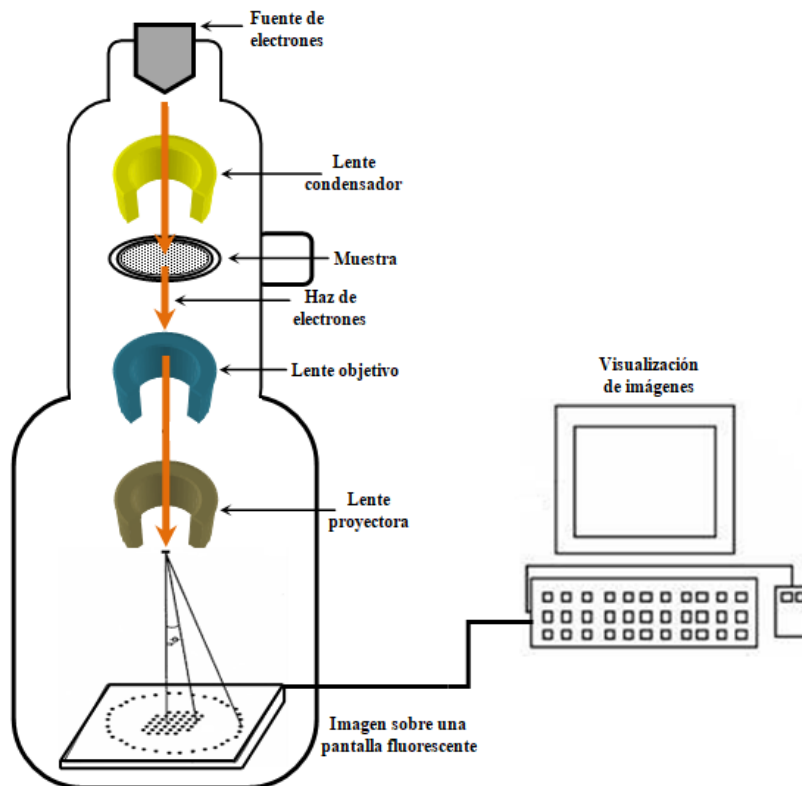 Fuente de
electrones
Lente
condensador
Muestra
Haz de
electrones
Lente objetivo
Visualización
de imágenes
Lente
proyectora
Imagen sobre una
pantalla fluorescente